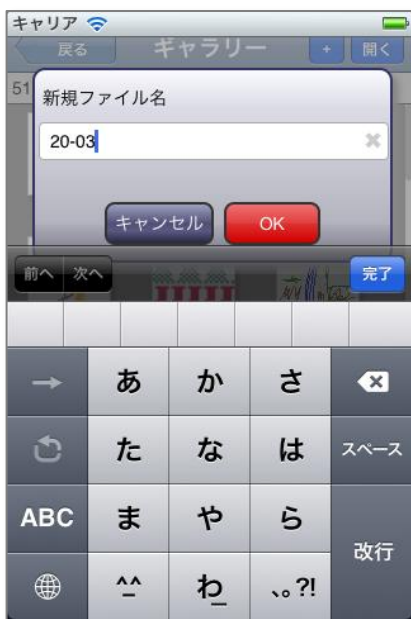 キャリア
戻る ギャラリー + 開く
51
新規ファイル名
20-03
キャンセル OK
前へ 次へ 完了
→ あ か さ
た な は スペース
ABC ま や ら 改行
^_^ わ_ 、。?!